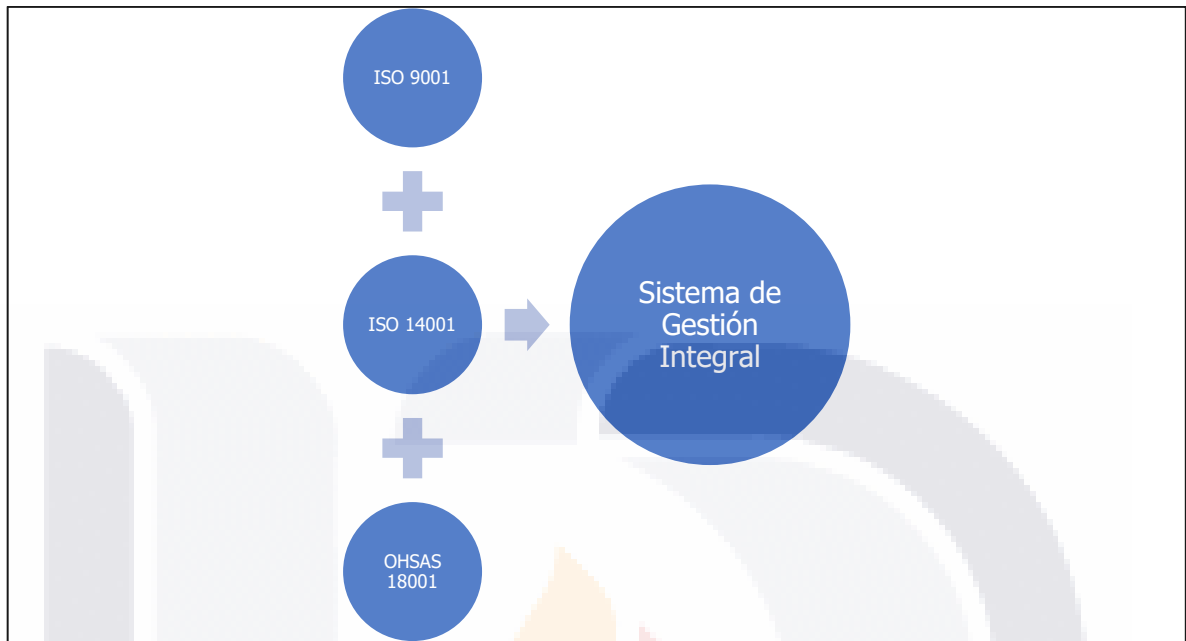 ISO 9001
ISO 14001
OHSAS
18001
Sistema de
Gestión
Integral